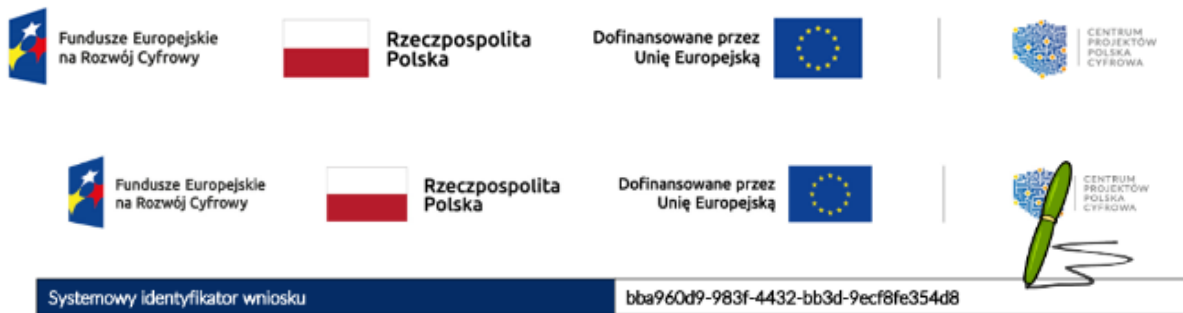 Fundusze Europejskie
na Rozwój Cyfrowy
Rzeczpospolita
Polska
Dofinansowane przez
Unię Europejską
CENTRUM
PROJEKTÓW
POLSKA
CYFROWA
Fundusze Europejskie
na Rozwój Cyfrowy
Rzeczpospolita
Polska
Dofinansowane przez
Unię Europejską
CENTRUM
PROJEKTÓW
POLSKA
CYFROWA
Systemowy identyfikator wniosku
bba960d9-983f-4432-bb3d-9ecf8fe354d8